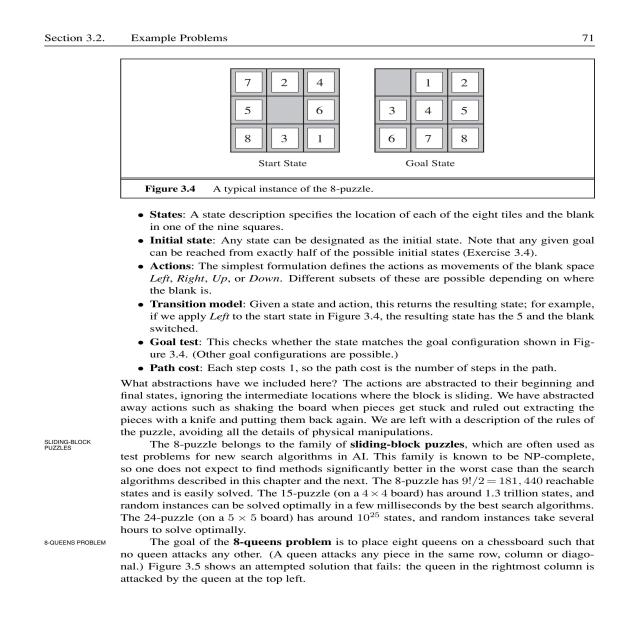 Section 3.2. Example Problems 71
7 2 4
5 6
8 3 1
Start State
1 2
3 4 5
6 7 8
Goal State
Figure 3.4 A typical instance of the 8-puzzle.
• States: A state description specifies the location of each of the eight tiles and the blank
in one of the nine squares.
• Initial state: Any state can be designated as the initial state. Note that any given goal
can be reached from exactly half of the possible initial states (Exercise 3.4).
• Actions: The simplest formulation defines the actions as movements of the blank space
Left, Right, Up, or Down. Different subsets of these are possible depending on where
the blank is.
• Transition model: Given a state and action, this returns the resulting state; for example,
if we apply Left to the start state in Figure 3.4, the resulting state has the 5 and the blank
switched.
• Goal test: This checks whether the state matches the goal configuration shown in Fig-
ure 3.4. (Other goal configurations are possible.)
• Path cost: Each step costs 1, so the path cost is the number of steps in the path.
What abstractions have we included here? The actions are abstracted to their beginning and
final states, ignoring the intermediate locations where the block is sliding. We have abstracted
away actions such as shaking the board when pieces get stuck and ruled out extracting the
pieces with a knife and putting them back again. We are left with a description of the rules of
the puzzle, avoiding all the details of physical manipulations.
SLIDING-BLOCK
PUZZLES
The 8-puzzle belongs to the family of sliding-block puzzles, which are often used as
test problems for new search algorithms in AI. This family is known to be NP-complete,
so one does not expect to find methods significantly better in the worst case than the search
algorithms described in this chapter and the next. The 8-puzzle has 9!/2 = 181, 440 reachable
states and is easily solved. The 15-puzzle (on a 4 × 4 board) has around 1.3 trillion states, and
random instances can be solved optimally in a few milliseconds by the best search algorithms.
The 24-puzzle (on a 5 × 5 board) has around 10²⁵ states, and random instances take several
hours to solve optimally.
8-QUEENS PROBLEM
The goal of the 8-queens problem is to place eight queens on a chessboard such that
no queen attacks any other. (A queen attacks any piece in the same row, column or diago-
nal.) Figure 3.5 shows an attempted solution that fails: the queen in the rightmost column is
attacked by the queen at the top left.